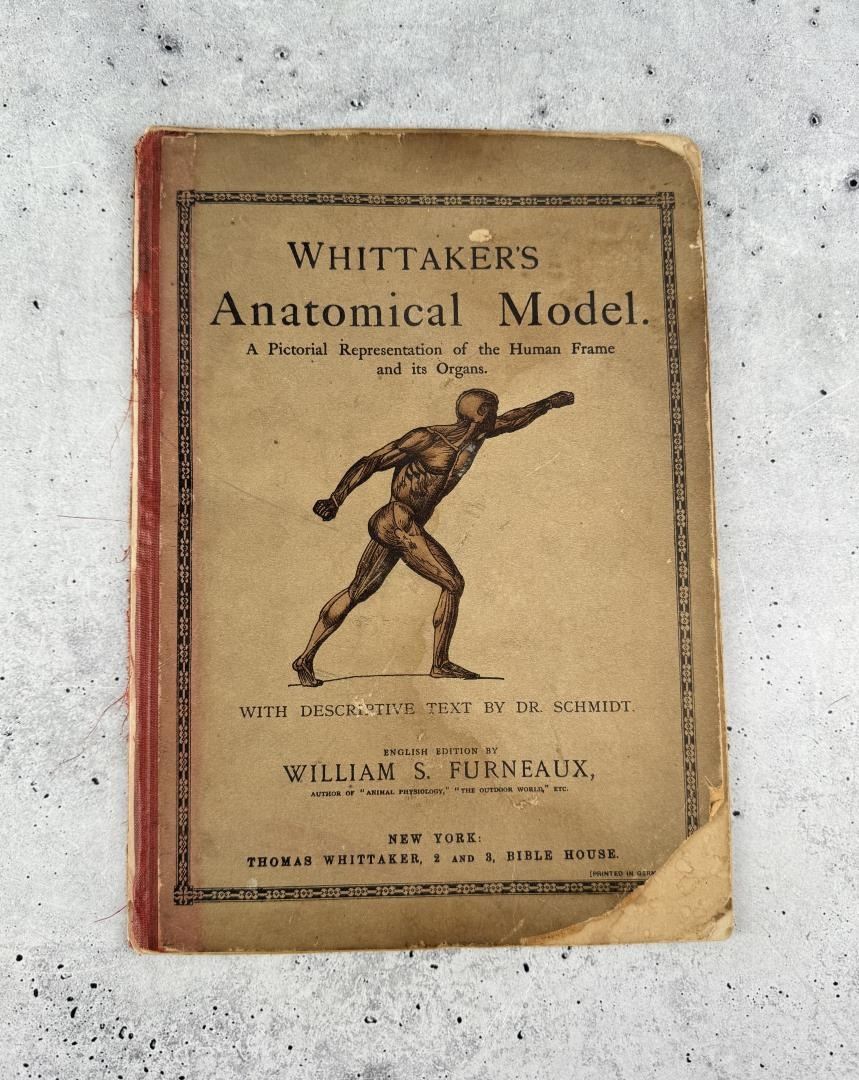 WHITTAKER'S
Anatomical Model.
A Pictorial Representation of the Human Frame
and its Organs.
WITH DESCRIPTIVE TEXT BY DR. SCHMIDT.
ENGLISH EDITION BY
WILLIAM S. FURNEAUX,
AUTHOR OF "ANIMAL PHYSIOLOGY," "THE OUTDOOR WORLD," ETC.
NEW YORK:
THOMAS WHITTAKER, 2 AND 3, BIBLE HOUSE.
[PRINTED IN